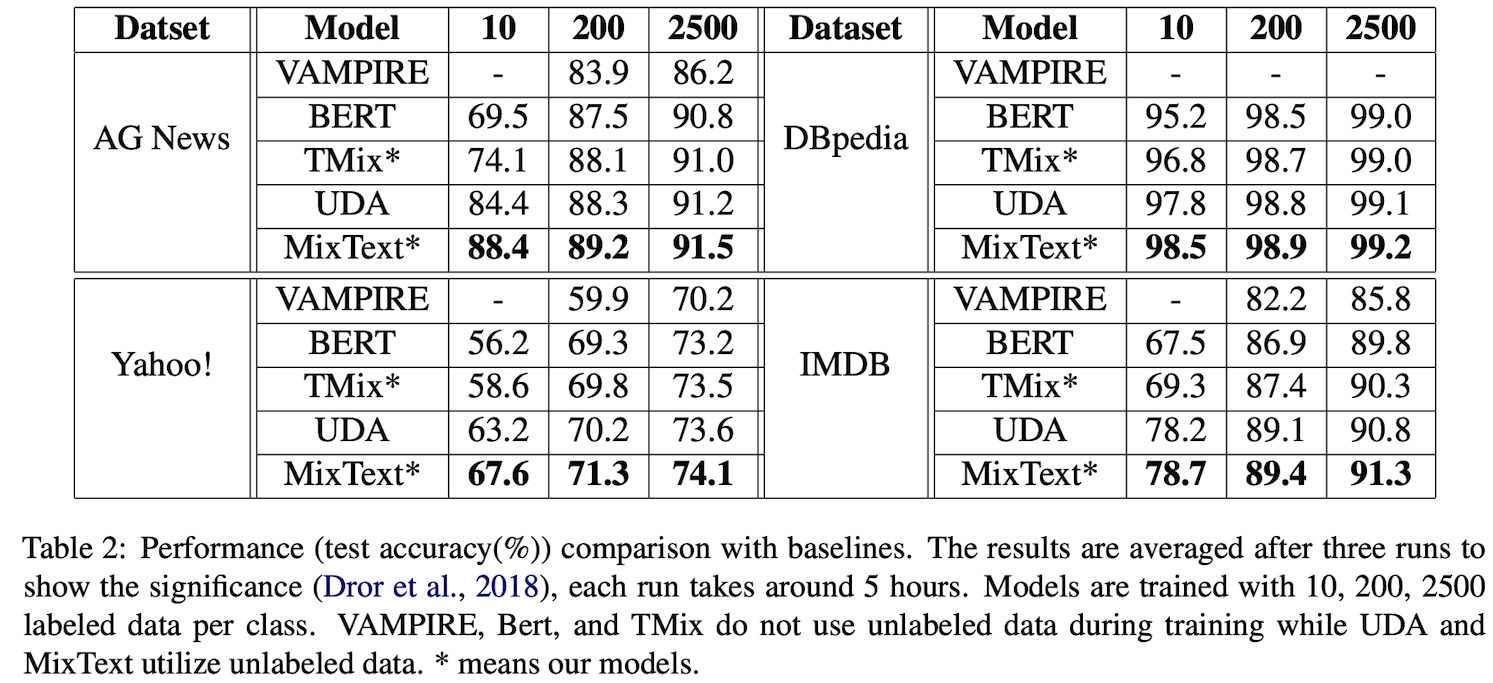 Datset Model 10 200 2500 Dataset Model 10 200 2500
AG News
VAMPIRE - 83.9 86.2
BERT 69.5 87.5 90.8
TMix* 74.1 88.1 91.0
UDA 84.4 88.3 91.2
MixText* 88.4 89.2 91.5
DBpedia
VAMPIRE - - -
BERT 95.2 98.5 99.0
TMix* 96.8 98.7 99.0
UDA 97.8 98.8 99.1
MixText* 98.5 98.9 99.2
Yahoo!
VAMPIRE - 59.9 70.2
BERT 56.2 69.3 73.2
TMix* 58.6 69.8 73.5
UDA 63.2 70.2 73.6
MixText* 67.6 71.3 74.1
IMDB
VAMPIRE - 82.2 85.8
BERT 67.5 86.9 89.8
TMix* 69.3 87.4 90.3
UDA 78.2 89.1 90.8
MixText* 78.7 89.4 91.3
Table 2: Performance (test accuracy(%)) comparison with baselines. The results are averaged after three runs to
show the significance (Dror et al., 2018), each run takes around 5 hours. Models are trained with 10, 200, 2500
labeled data per class. VAMPIRE, Bert, and TMix do not use unlabeled data during training while UDA and
MixText utilize unlabeled data. * means our models.